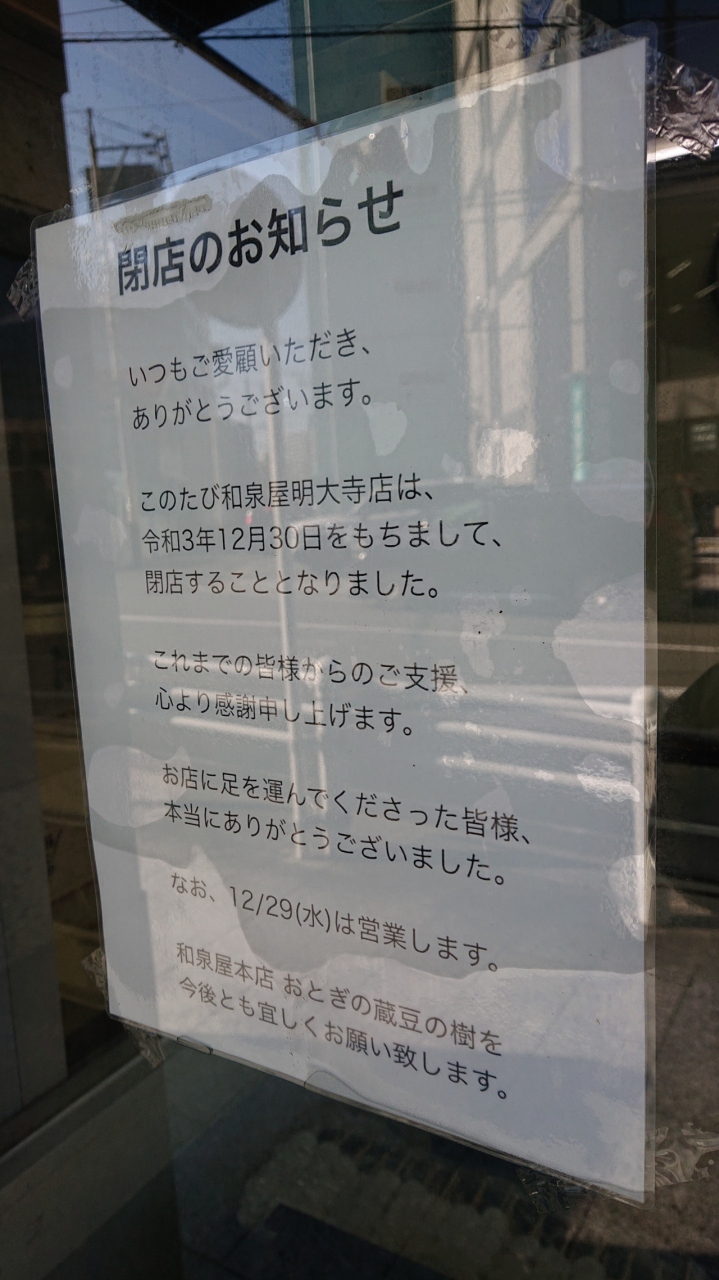 閉店のお知らせ
いつもご愛顧いただき、
ありがとうございます。
このたび和泉屋明大寺店は、
令和3年12月30日をもちまして、
閉店することとなりました。
これまでの皆様からのご支援、
心より感謝申し上げます。
お店に足を運んでくださった皆様、
本当にありがとうございました。
なお、12/29(水)は営業します。
和泉屋本店 おとぎの蔵豆の樹を
今後とも宜しくお願い致します。